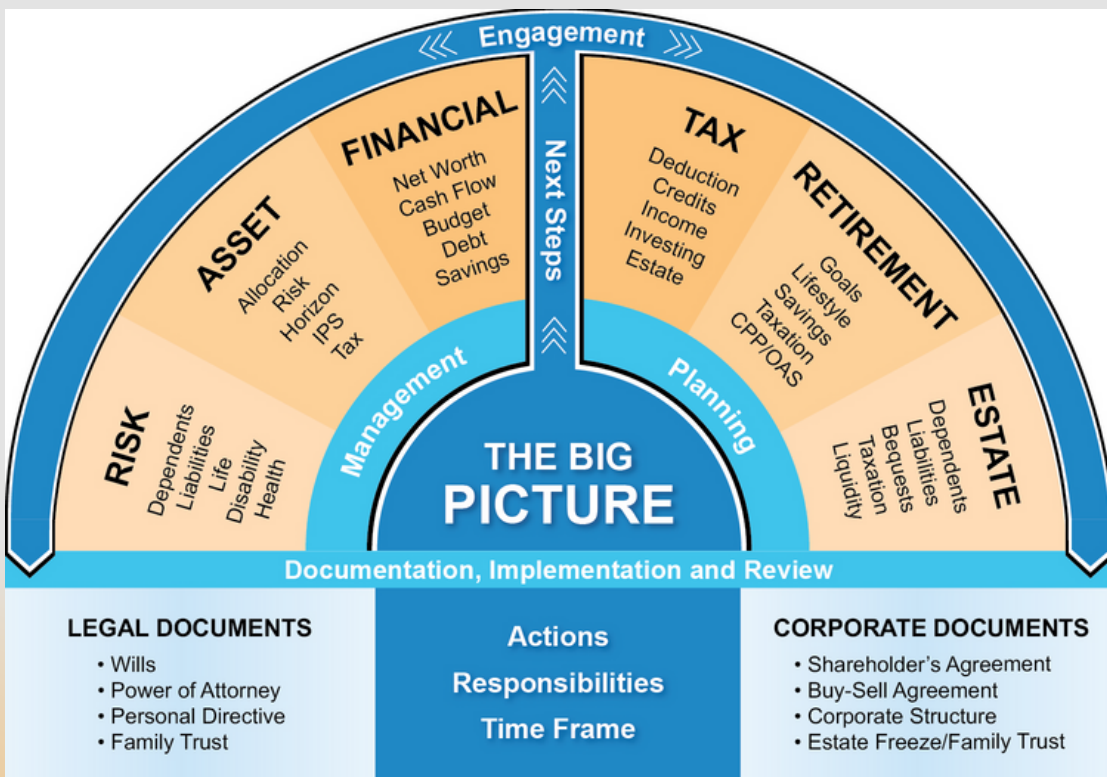 Engagement
Next Steps
FINANCIAL
Net Worth
Cash Flow
Budget
Debt
Savings
ASSET
Allocation
Risk
Horizon
IPS
Tax
RISK
Dependents
Liabilities
Life
Disability
Health
Management
TAX
Deduction
Credits
Income
Investing
Estate
RETIREMENT
Goals
Lifestyle
Savings
Taxation
CPP/OAS
ESTATE
Dependents
Liabilities
Bequests
Taxation
Liquidity
Planning
THE BIG
PICTURE
Documentation, Implementation and Review
LEGAL DOCUMENTS
• Wills
• Power of Attorney
• Personal Directive
• Family Trust
Actions
Responsibilities
Time Frame
CORPORATE DOCUMENTS
• Shareholder's Agreement
• Buy-Sell Agreement
• Corporate Structure
• Estate Freeze/Family Trust